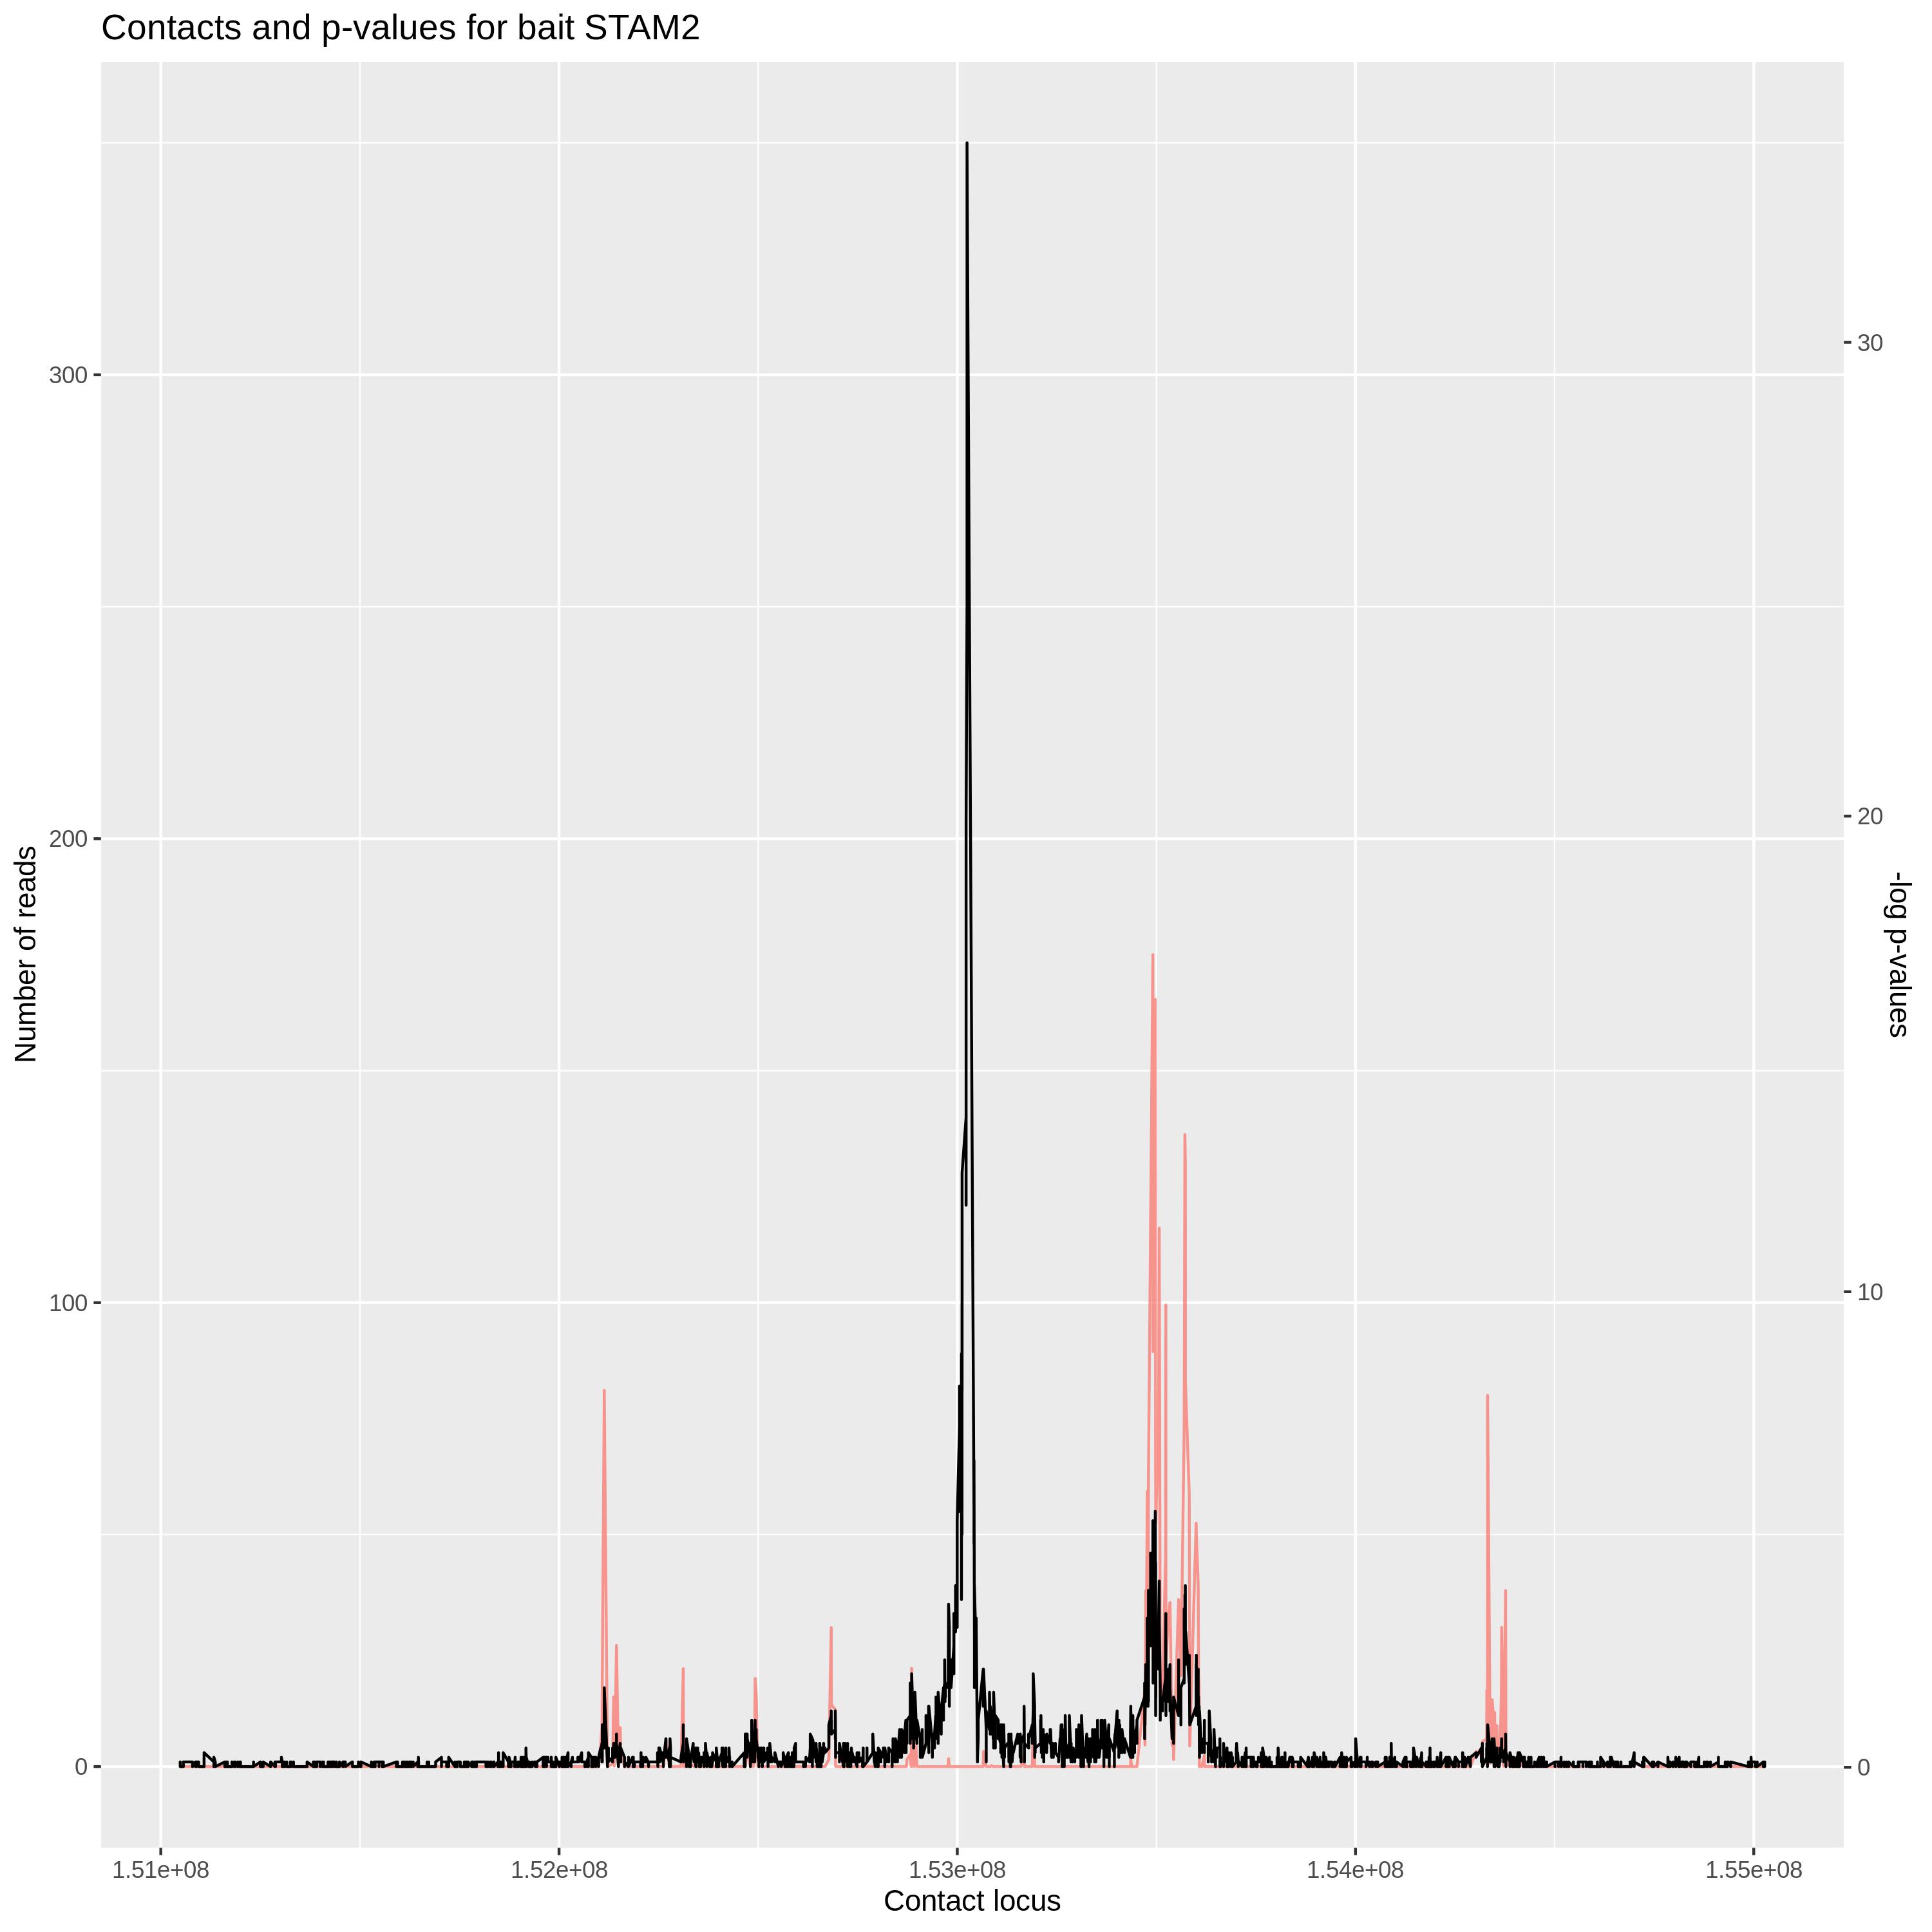 Contacts and p-values for bait STAM2
Number of reads
300
200
100
0
30
20
10
0
-log p-values
1.51e+08 1.52e+08 1.53e+08 1.54e+08 1.55e+08
Contact locus